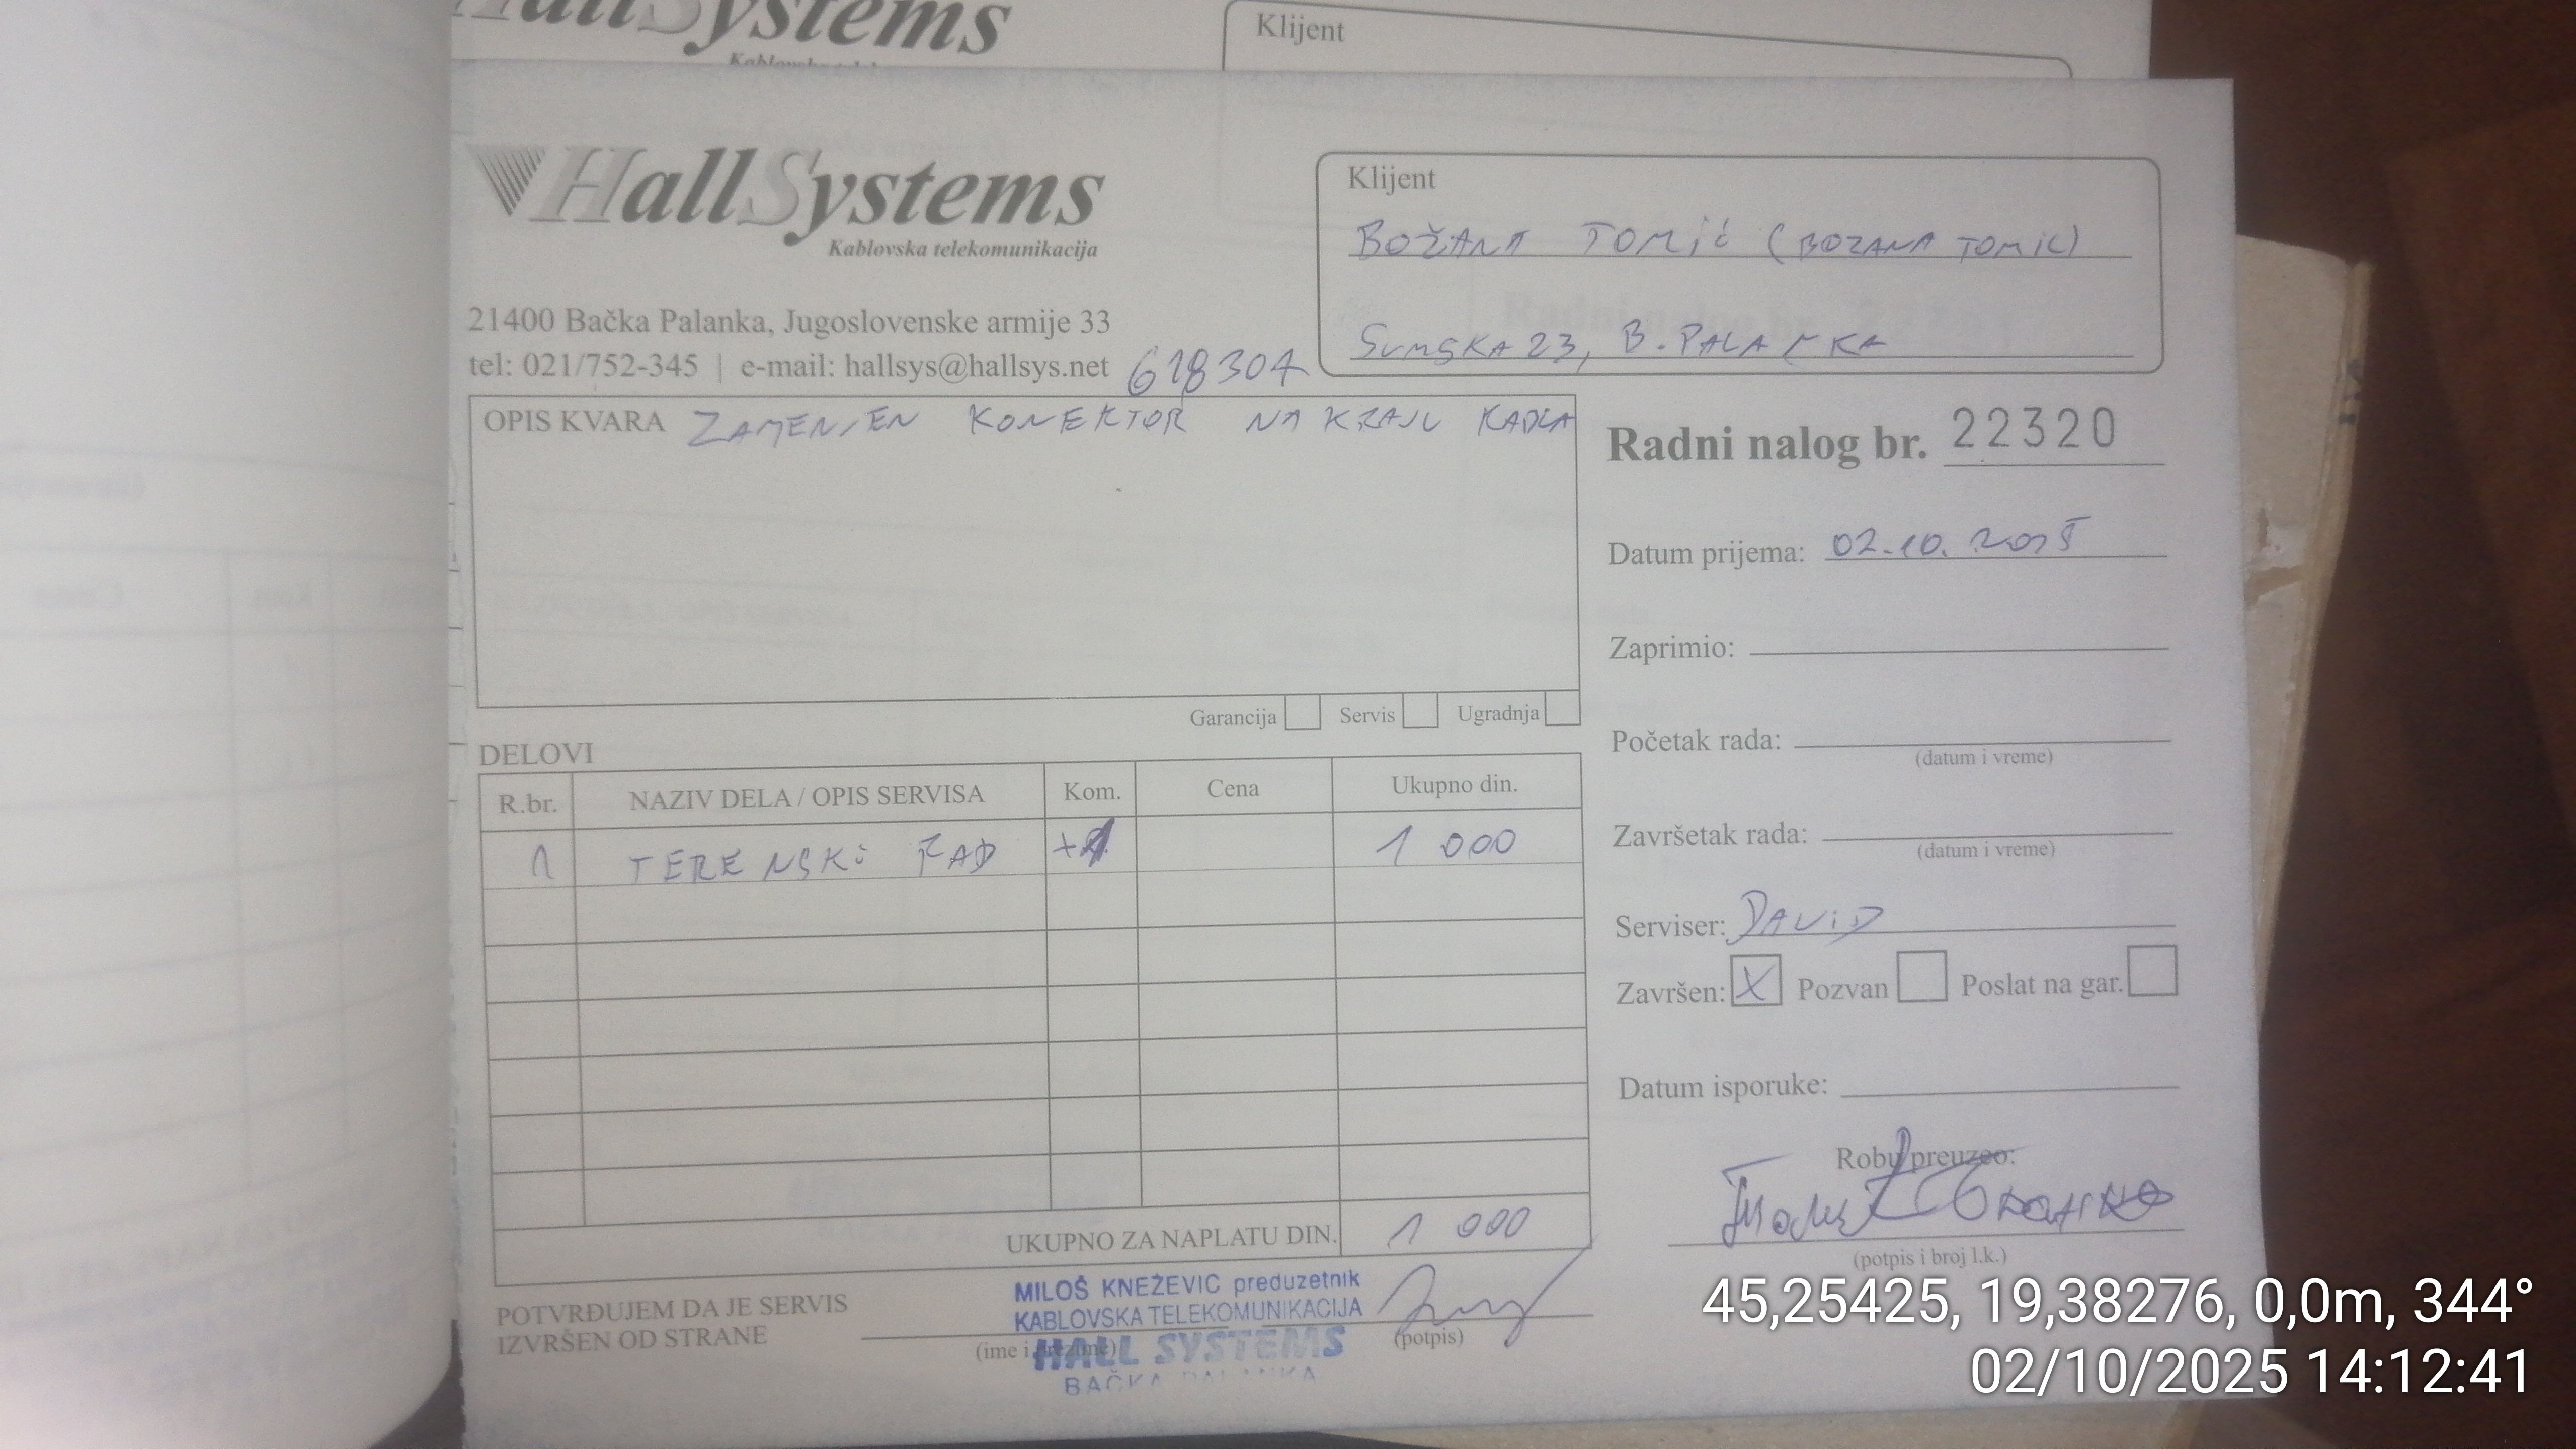 HallSystems
Klijent
HallSystems
Kablovska telekomunikacija
21400 Bačka Palanka, Jugoslovenske armije 33
tel: 021/752-345 | e-mail: hallsys@hallsys.net
618304
Klijent
BOŽANA TOMIĆ (BOZANA TOMIC)
23, B. PALANKA
OPIS KVARA ZAMENJEN KONEKTOR NA KRAJU KABLA
Garancija Servis Ugradnja
Radni nalog br. 22320
Datum prijema: 02.10.2025
Zaprimio:
Početak rada:
(datum i vreme)
Završetak rada:
(datum i vreme)
Serviser: DAVID
Završen: X Pozvan Poslat na gar.
Datum isporuke:
Robu preuzeo:
(potpis i broj l.k.)
DELOVI
R.br. NAZIV DELA / OPIS SERVISA Kom. Cena Ukupno din.
1 TERENSKI RAD 1 000
UKUPNO ZA NAPLATU DIN. 1 000
POTVRĐUJEM DA JE SERVIS
IZVRŠEN OD STRANE
(ime i prezime)
(potpis)
MILOŠ KNEŽEVIĆ preduzetnik
KABLOVSKA TELEKOMUNIKACIJA
HALL SYSTEMS
BAČKA PALANKA
45,25425, 19,38276, 0,0m, 344°
02/10/2025 14:12:41